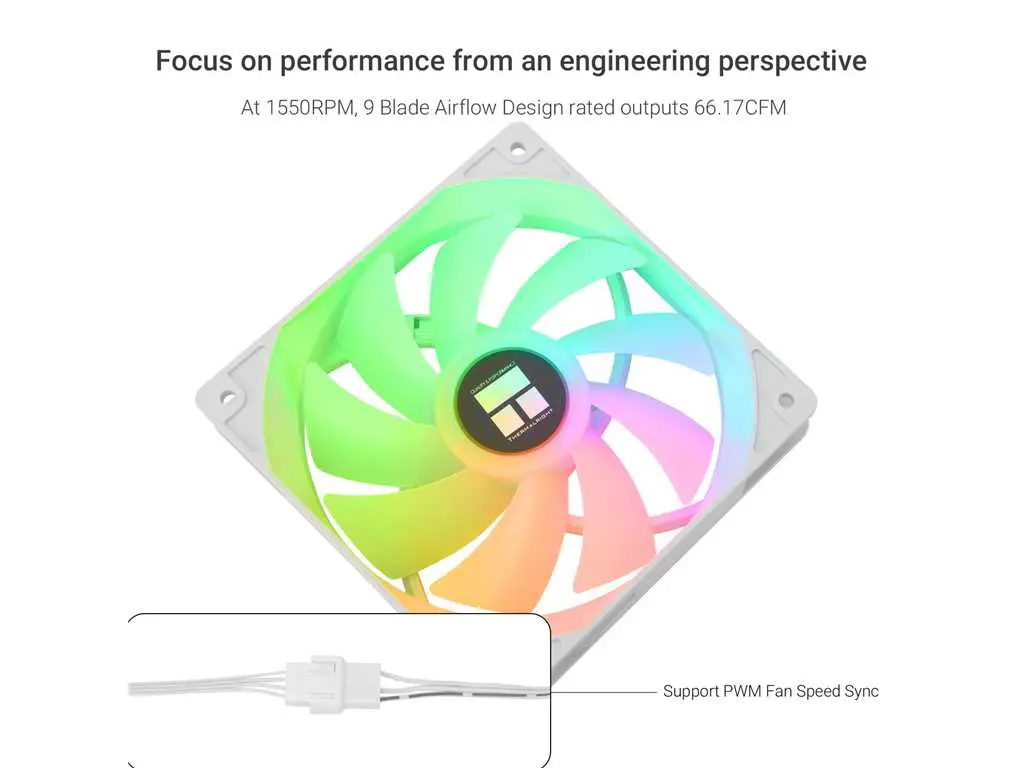 Focus on performance from an engineering perspective
At 1550RPM, 9 Blade Airflow Design rated outputs 66.17CFM
THERMALRIGHT
Support PWM Fan Speed Sync